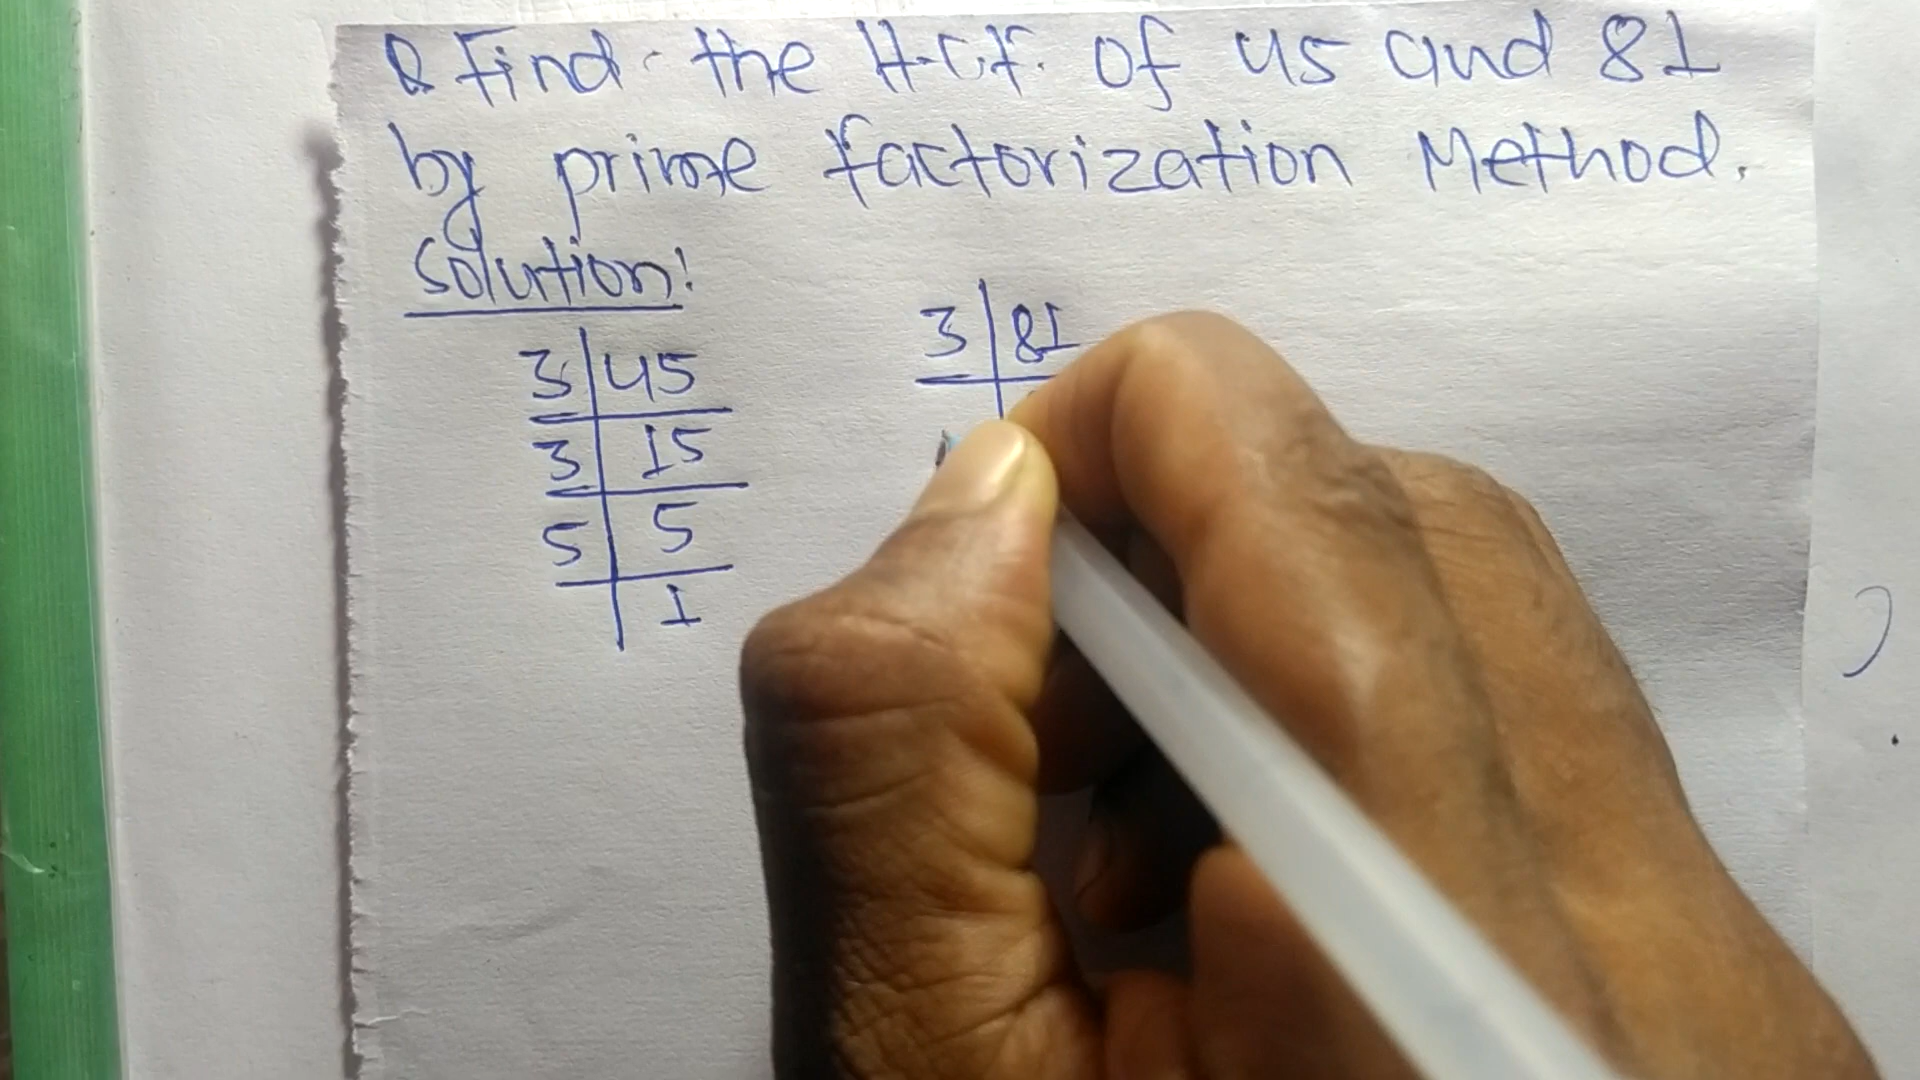 Q Find the H.C.F. of 45 and 81
by prime factorization Method.
Solution:
3 | 45
3 | 15
5 | 5
1
3 | 81